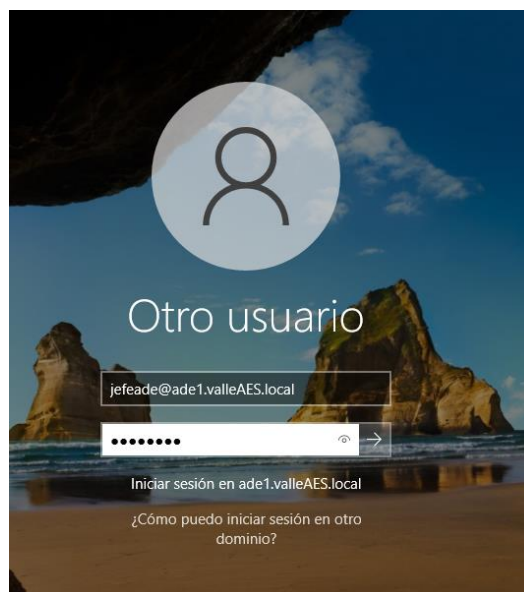 Otro usuario
jefeade@ade1.valleAES.local
Iniciar sesión en ade1.valleAES.local
¿Cómo puedo iniciar sesión en otro
dominio?